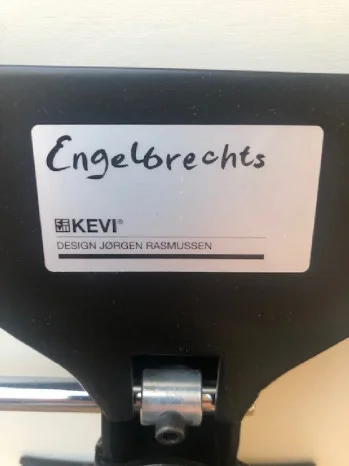 Engelbrechts
KEVI®
DESIGN JØRGEN RASMUSSEN